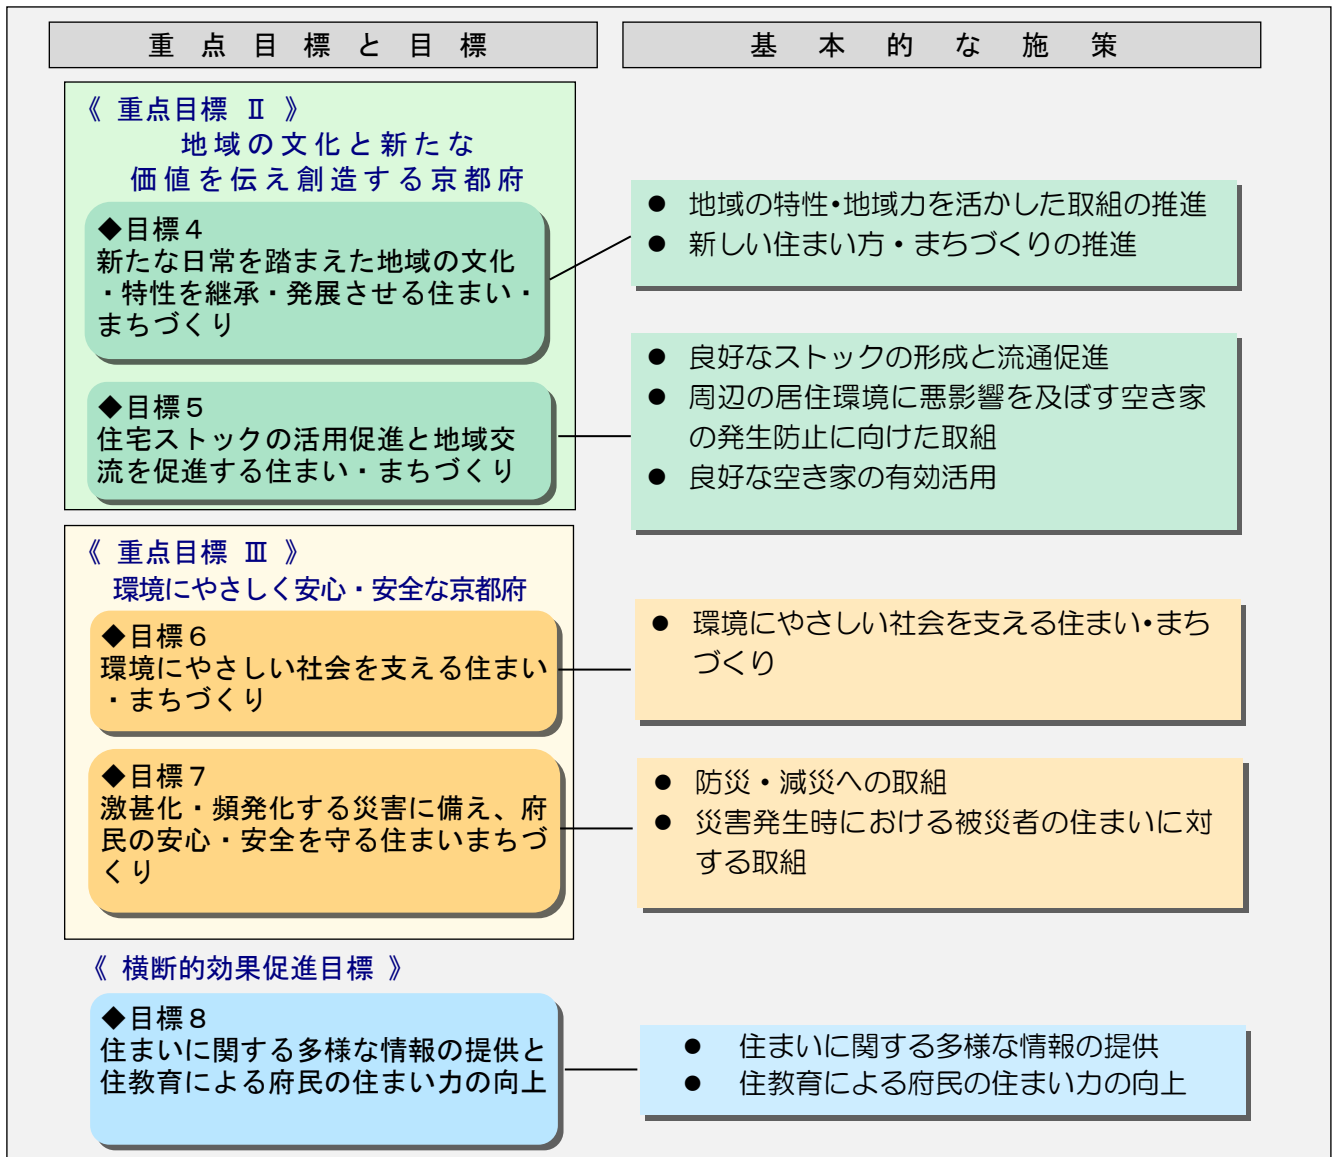 重点目標と目標
基本的な施策
《 重点目標 Ⅱ 》
地域の文化と新たな
価値を伝え創造する京都府
◆目標４
新たな日常を踏まえた地域の文化
・特性を継承・発展させる住まい・
まちづくり
● 地域の特性・地域力を活かした取組の推進
● 新しい住まい方・まちづくりの推進
◆目標５
住宅ストックの活用促進と地域交
流を促進する住まい・まちづくり
● 良好なストックの形成と流通促進
● 周辺の居住環境に悪影響を及ぼす空き家
の発生防止に向けた取組
● 良好な空き家の有効活用
《 重点目標 Ⅲ 》
環境にやさしく安心・安全な京都府
◆目標６
環境にやさしい社会を支える住まい
・まちづくり
● 環境にやさしい社会を支える住まい・まち
づくり
◆目標７
激甚化・頻発化する災害に備え、府
民の安心・安全を守る住まいまちづ
くり
● 防災・減災への取組
● 災害発生時における被災者の住まいに対
する取組
《 横断的効果促進目標 》
◆目標８
住まいに関する多様な情報の提供と
住教育による府民の住まい力の向上
● 住まいに関する多様な情報の提供
● 住教育による府民の住まい力の向上